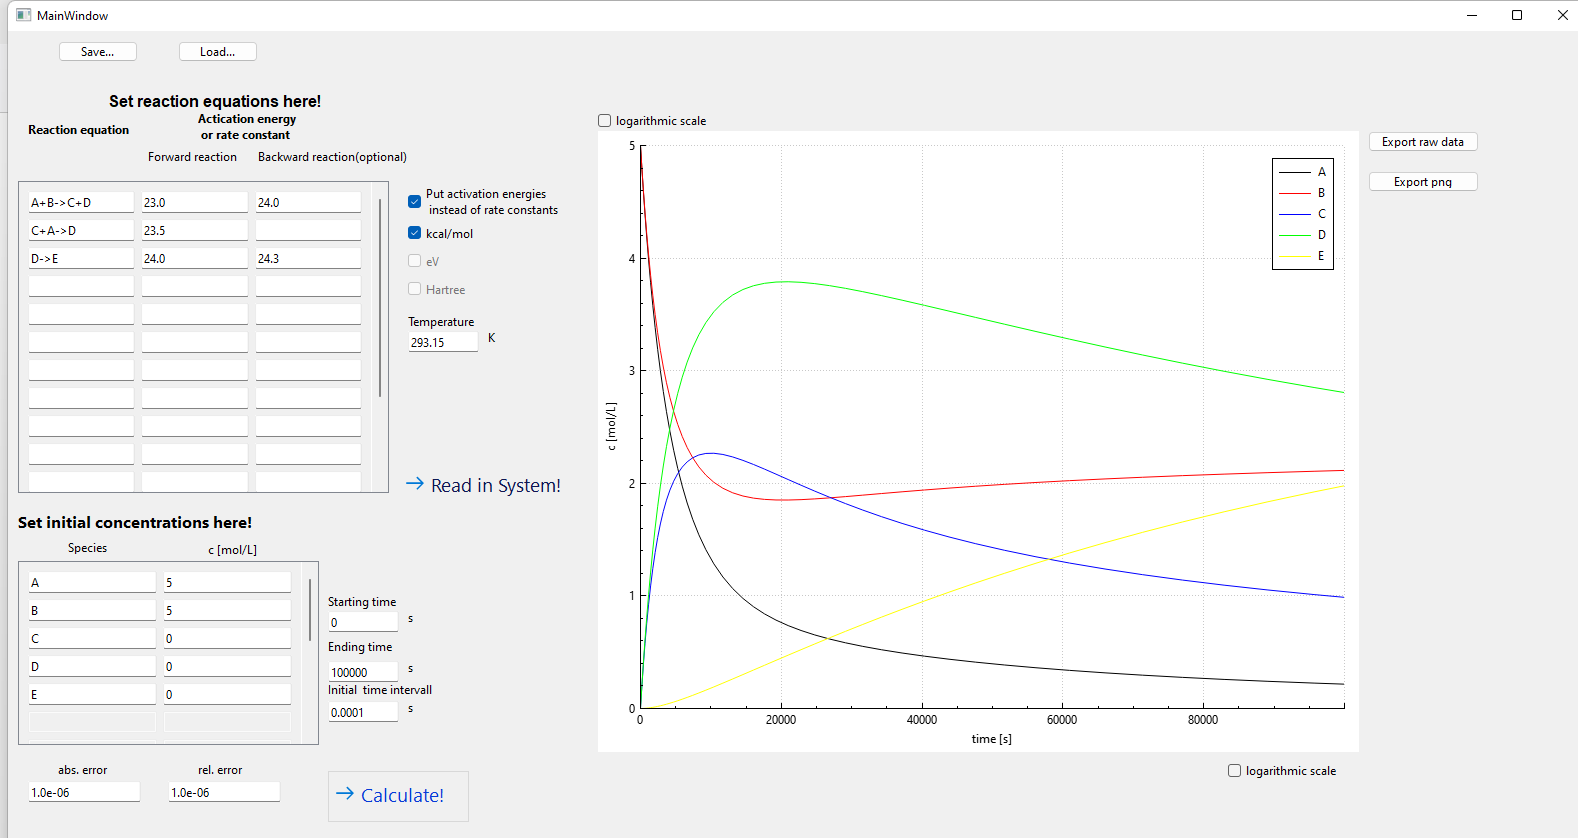 MainWindow
Save...
Load...
Set reaction equations here!
Reaction equation
Actication energy
or rate constant
Forward reaction
Backward reaction(optional)
A+B->C+D
23.0
24.0
C+A->D
23.5
D->E
24.0
24.3
Put activation energies
instead of rate constants
kcal/mol
eV
Hartree
Temperature
293.15
K
Read in System!
Set initial concentrations here!
Species
c [mol/L]
A
5
B
5
C
0
D
0
E
0
Starting time
0
s
Ending time
100000
s
Initial  time intervall
0.0001
s
abs. error
rel. error
1.0e-06
1.0e-06
Calculate!
logarithmic scale
5
4
3
2
1
0
c [mol/L]
0
20000
40000
60000
80000
time [s]
A
B
C
D
E
logarithmic scale
Export raw data
Export png